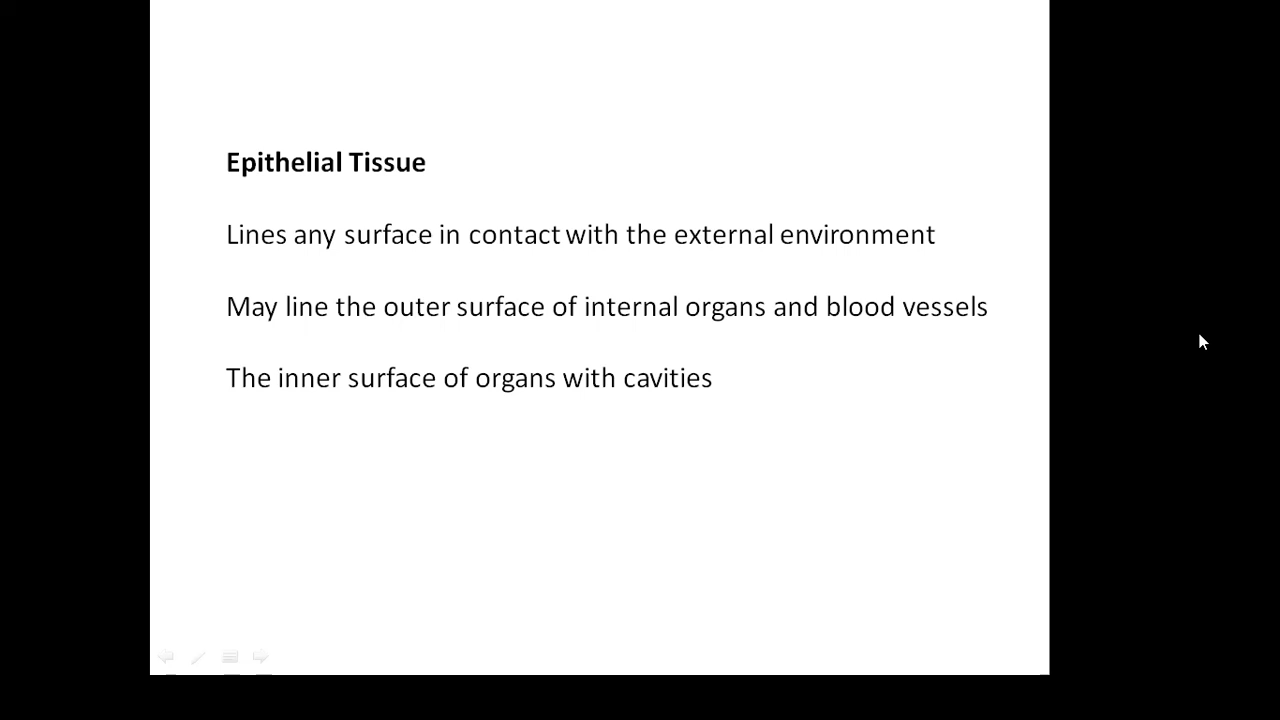 Epithelial Tissue
Lines any surface in contact with the external environment
May line the outer surface of internal organs and blood vessels
The inner surface of organs with cavities